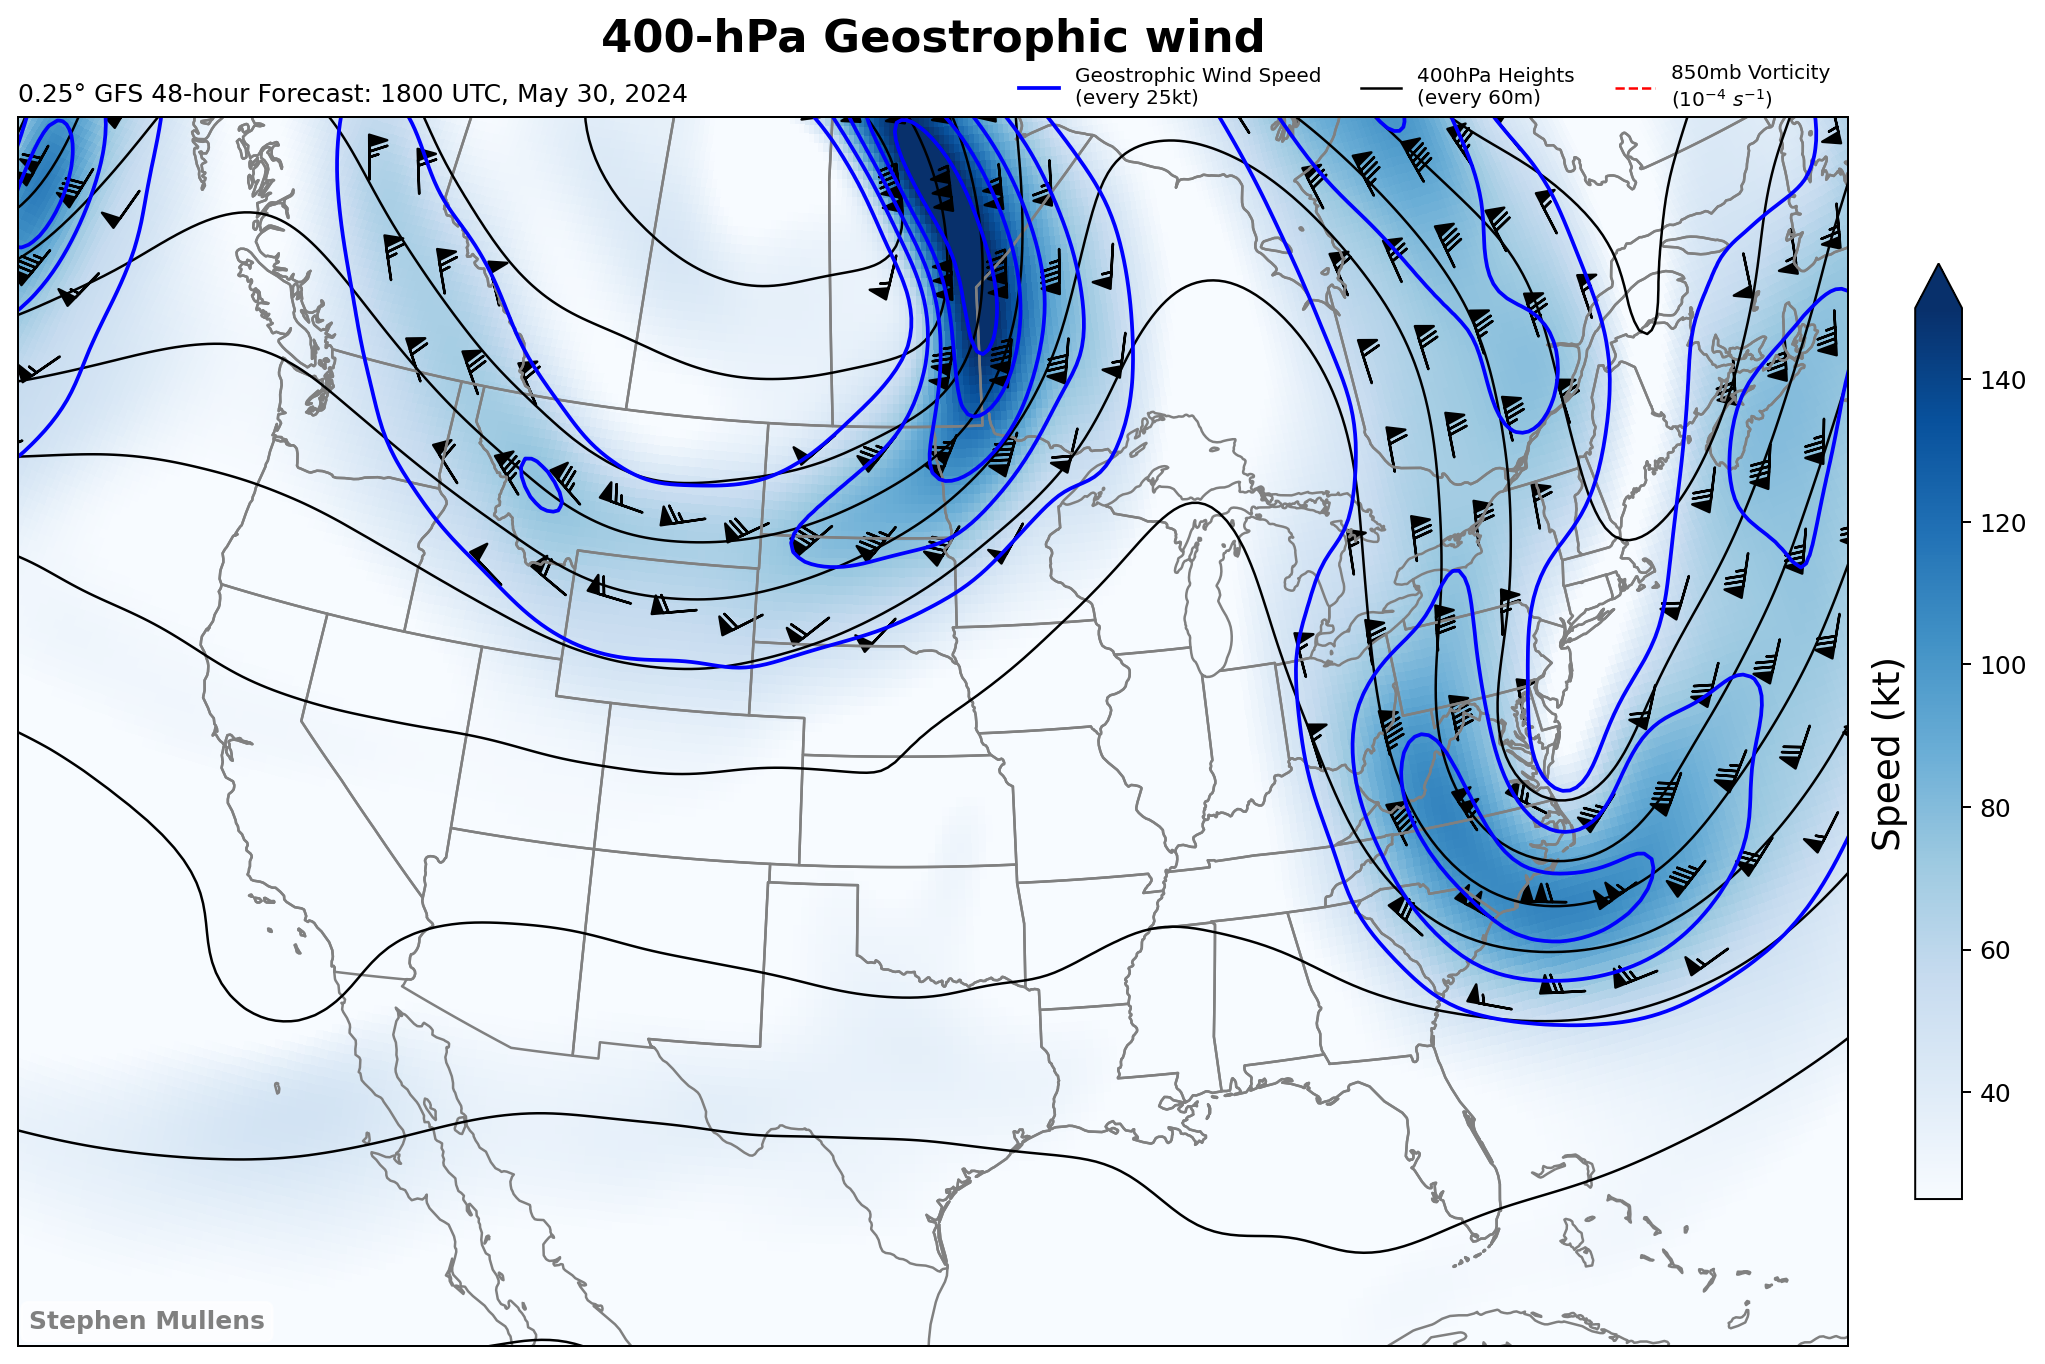 400-hPa Geostrophic wind
0.25° GFS 48-hour Forecast: 1800 UTC, May 30, 2024
Geostrophic Wind Speed
(every 25kt)
400hPa Heights
(every 60m)
850mb Vorticity
(10⁻⁴ s⁻¹)
140
120
100
80
60
40
Speed (kt)
Stephen Mullens